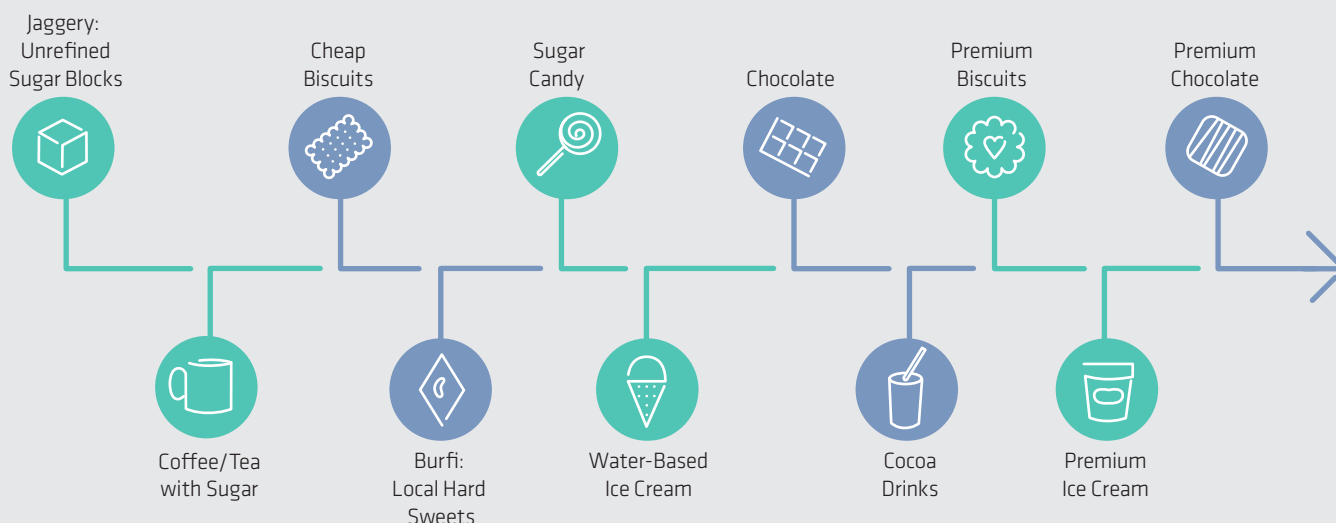 Jaggery:
Unrefined
Sugar Blocks
Coffee/Tea
with Sugar
Cheap
Biscuits
Burfi:
Local Hard
Sweets
Sugar
Candy
Water-Based
Ice Cream
Chocolate
Cocoa
Drinks
Premium
Biscuits
Premium
Ice Cream
Premium
Chocolate